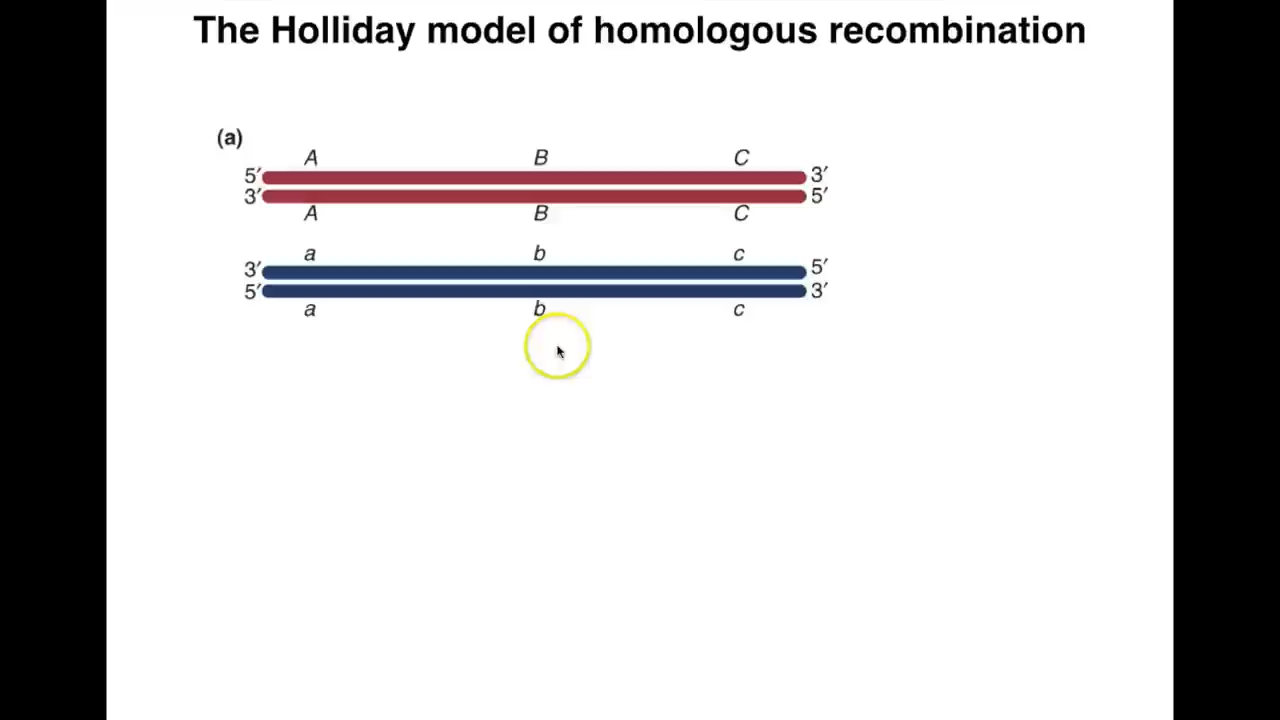 The Holliday model of homologous recombination
(a)
A B C
5′ 3′
3′ 5′
A B C
a b c
3′ 5′
5′ 3′
a b c